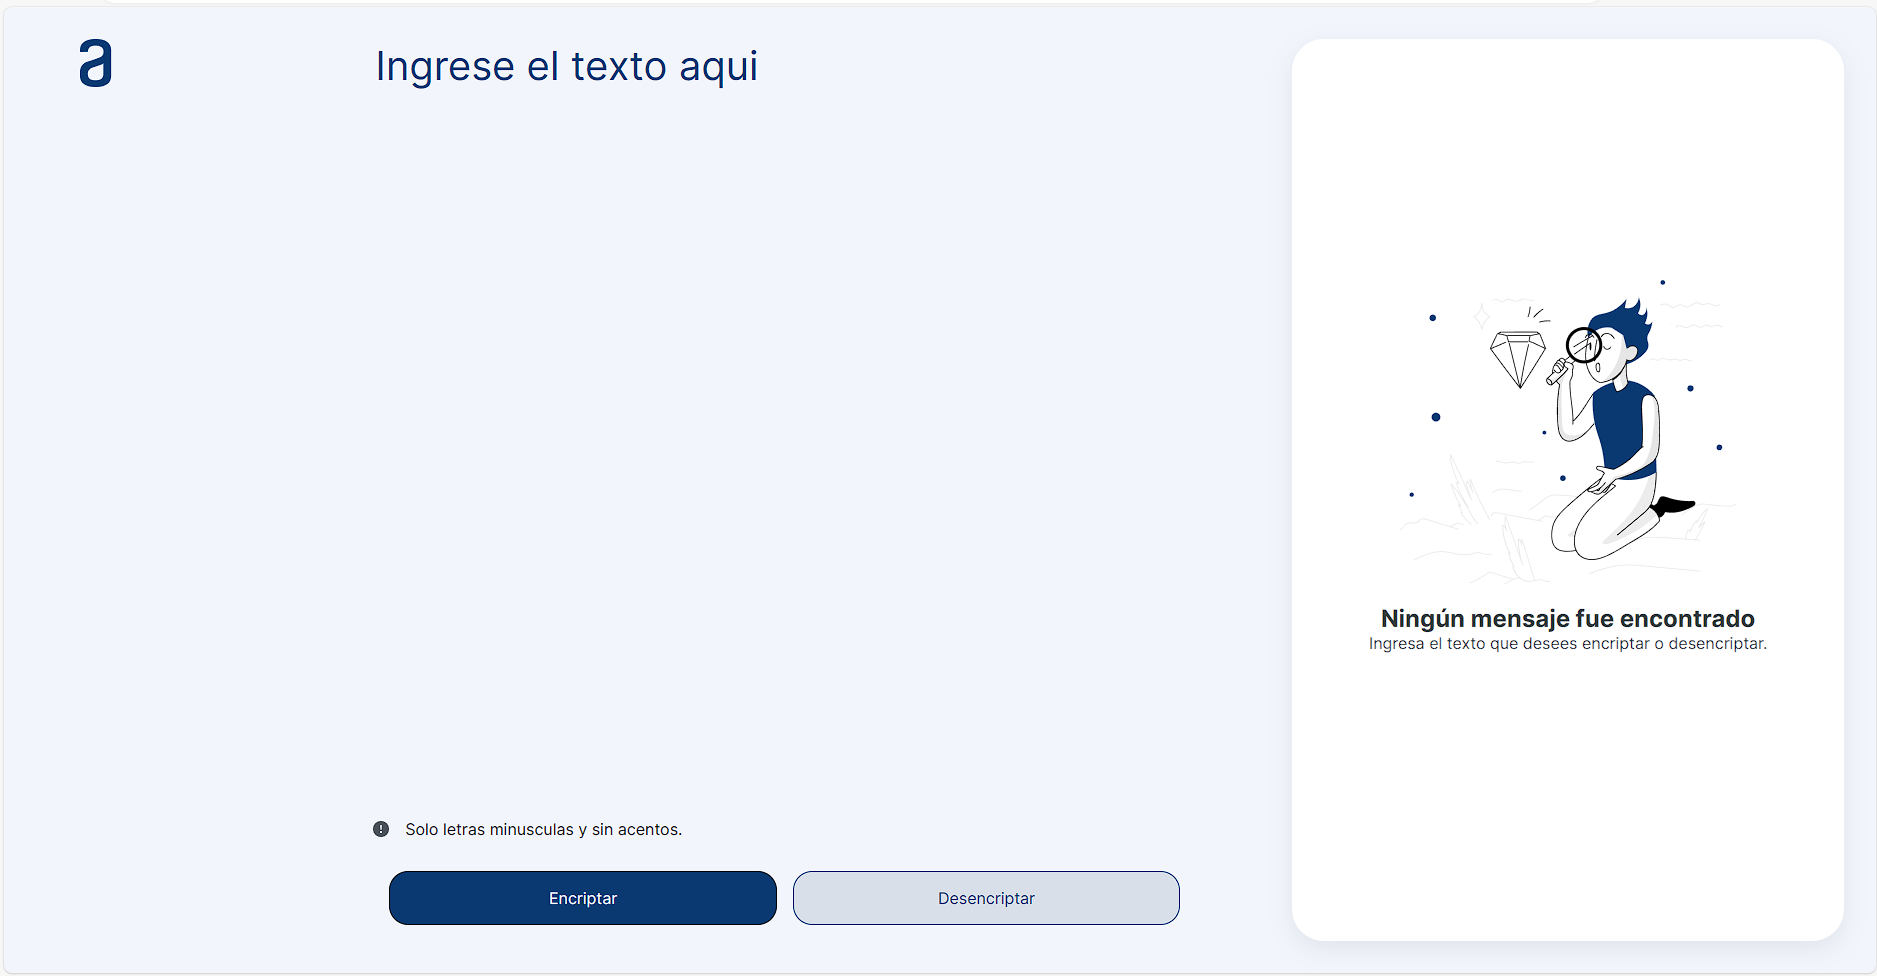 a
Ingrese el texto aqui
Solo letras minusculas y sin acentos.
Encriptar
Desencriptar
Ningún mensaje fue encontrado
Ingresa el texto que desees encriptar o desencriptar.